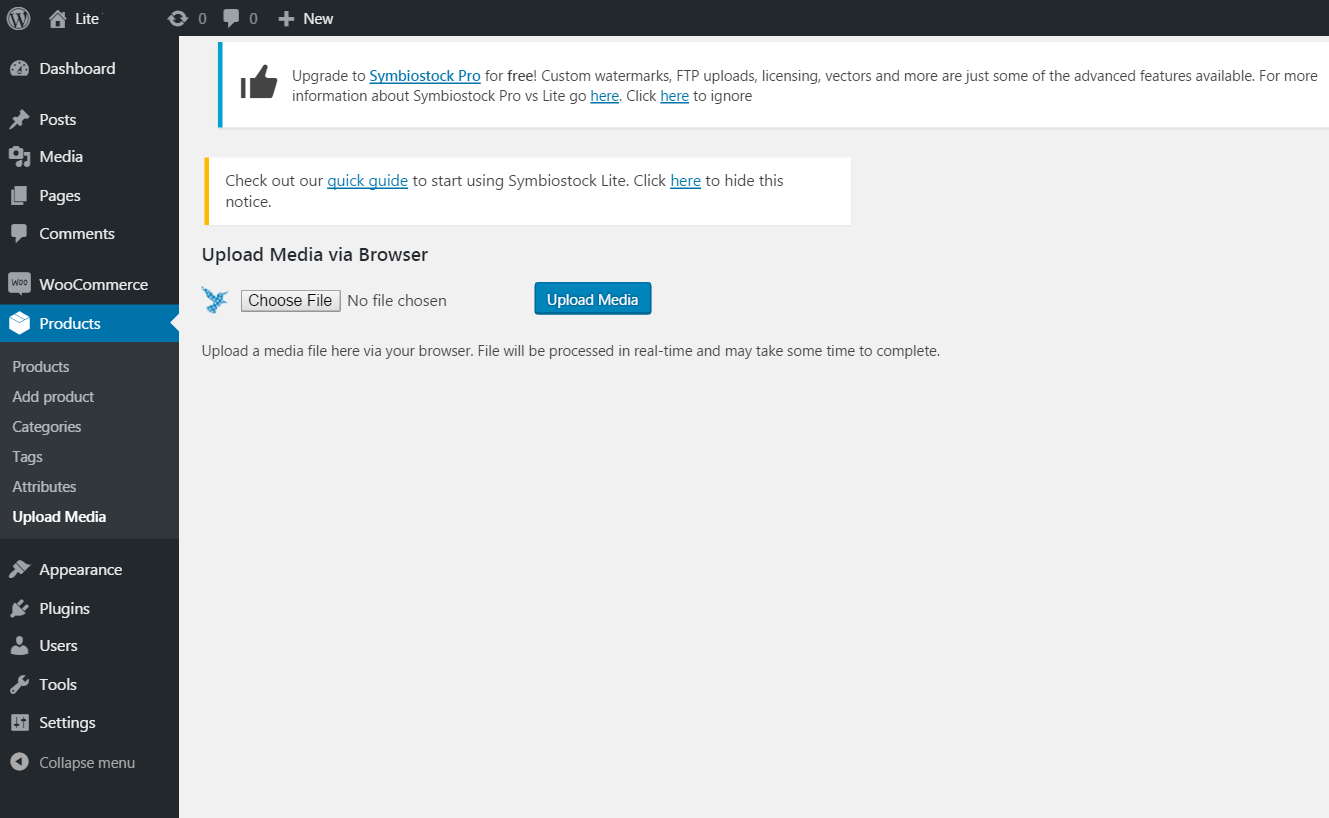 Lite
0
0
New
Dashboard
Posts
Media
Pages
Comments
WOO WooCommerce
Products
Products
Add product
Categories
Tags
Attributes
Upload Media
Appearance
Plugins
Users
Tools
Settings
Collapse menu
Upgrade to Symbiostock Pro for free! Custom watermarks, FTP uploads, licensing, vectors and more are just some of the advanced features available. For more
information about Symbiostock Pro vs Lite go here. Click here to ignore
Check out our quick guide to start using Symbiostock Lite. Click here to hide this
notice.
Upload Media via Browser
Choose File No file chosen Upload Media
Upload a media file here via your browser. File will be processed in real-time and may take some time to complete.